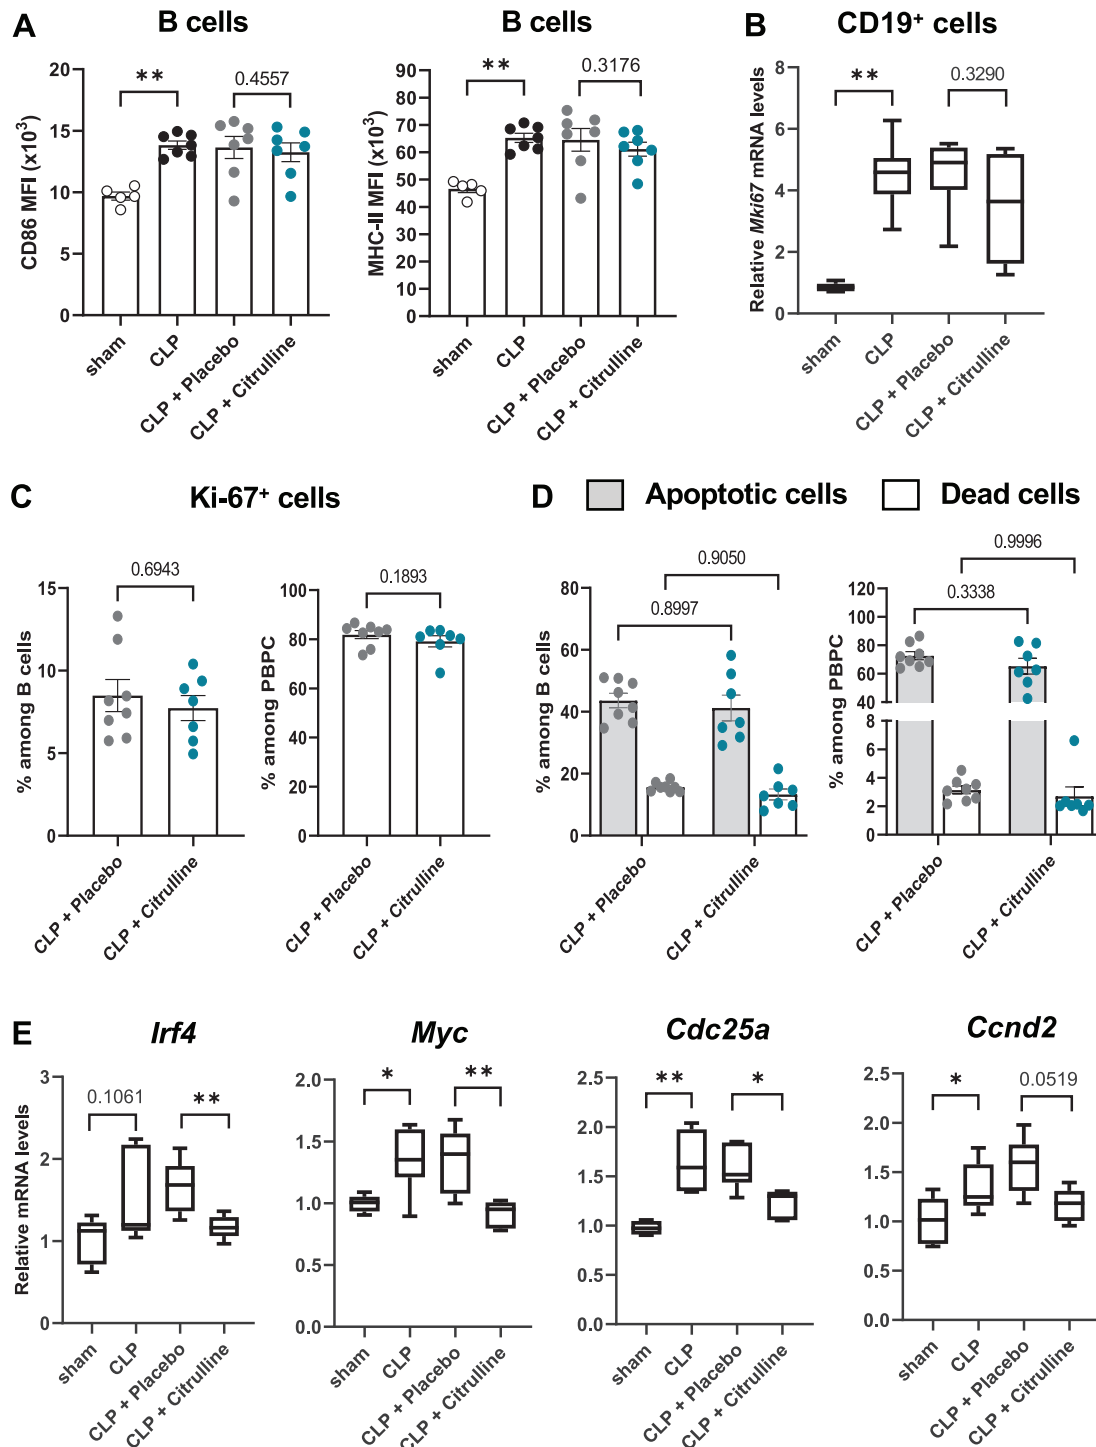 A
B cells
CD86 MFI (x10³)
20
15
10
5
0
**
0.4557
sham
CLP
CLP + Placebo
CLP + Citrulline
B cells
MHC-II MFI (x10³)
90
80
70
60
50
40
30
20
10
0
**
0.3176
sham
CLP
CLP + Placebo
CLP + Citrulline
B
CD19⁺ cells
Relative Mki67 mRNA levels
8
6
4
2
0
**
0.3290
sham
CLP
CLP + Placebo
CLP + Citrulline
C
Ki-67⁺ cells
% among B cells
15
10
5
0
0.6943
CLP + Placebo
CLP + Citrulline
% among PBPC
100
80
60
40
20
0
0.1893
CLP + Placebo
CLP + Citrulline
D
Apoptotic cells
Dead cells
% among B cells
80
60
40
20
0
0.9050
0.8997
CLP + Placebo
CLP + Citrulline
% among PBPC
120
100
80
60
40
8
6
4
2
0
0.9996
0.3338
CLP + Placebo
CLP + Citrulline
E
Irf4
Relative mRNA levels
3
2
1
0
0.1061
**
sham
CLP
CLP + Placebo
CLP + Citrulline
Myc
2.0
1.5
1.0
0.5
0.0
*
**
sham
CLP
CLP + Placebo
CLP + Citrulline
Cdc25a
2.5
2.0
1.5
1.0
0.5
0.0
**
*
sham
CLP
CLP + Placebo
CLP + Citrulline
Ccnd2
2.5
2.0
1.5
1.0
0.5
0.0
*
0.0519
sham
CLP
CLP + Placebo
CLP + Citrulline